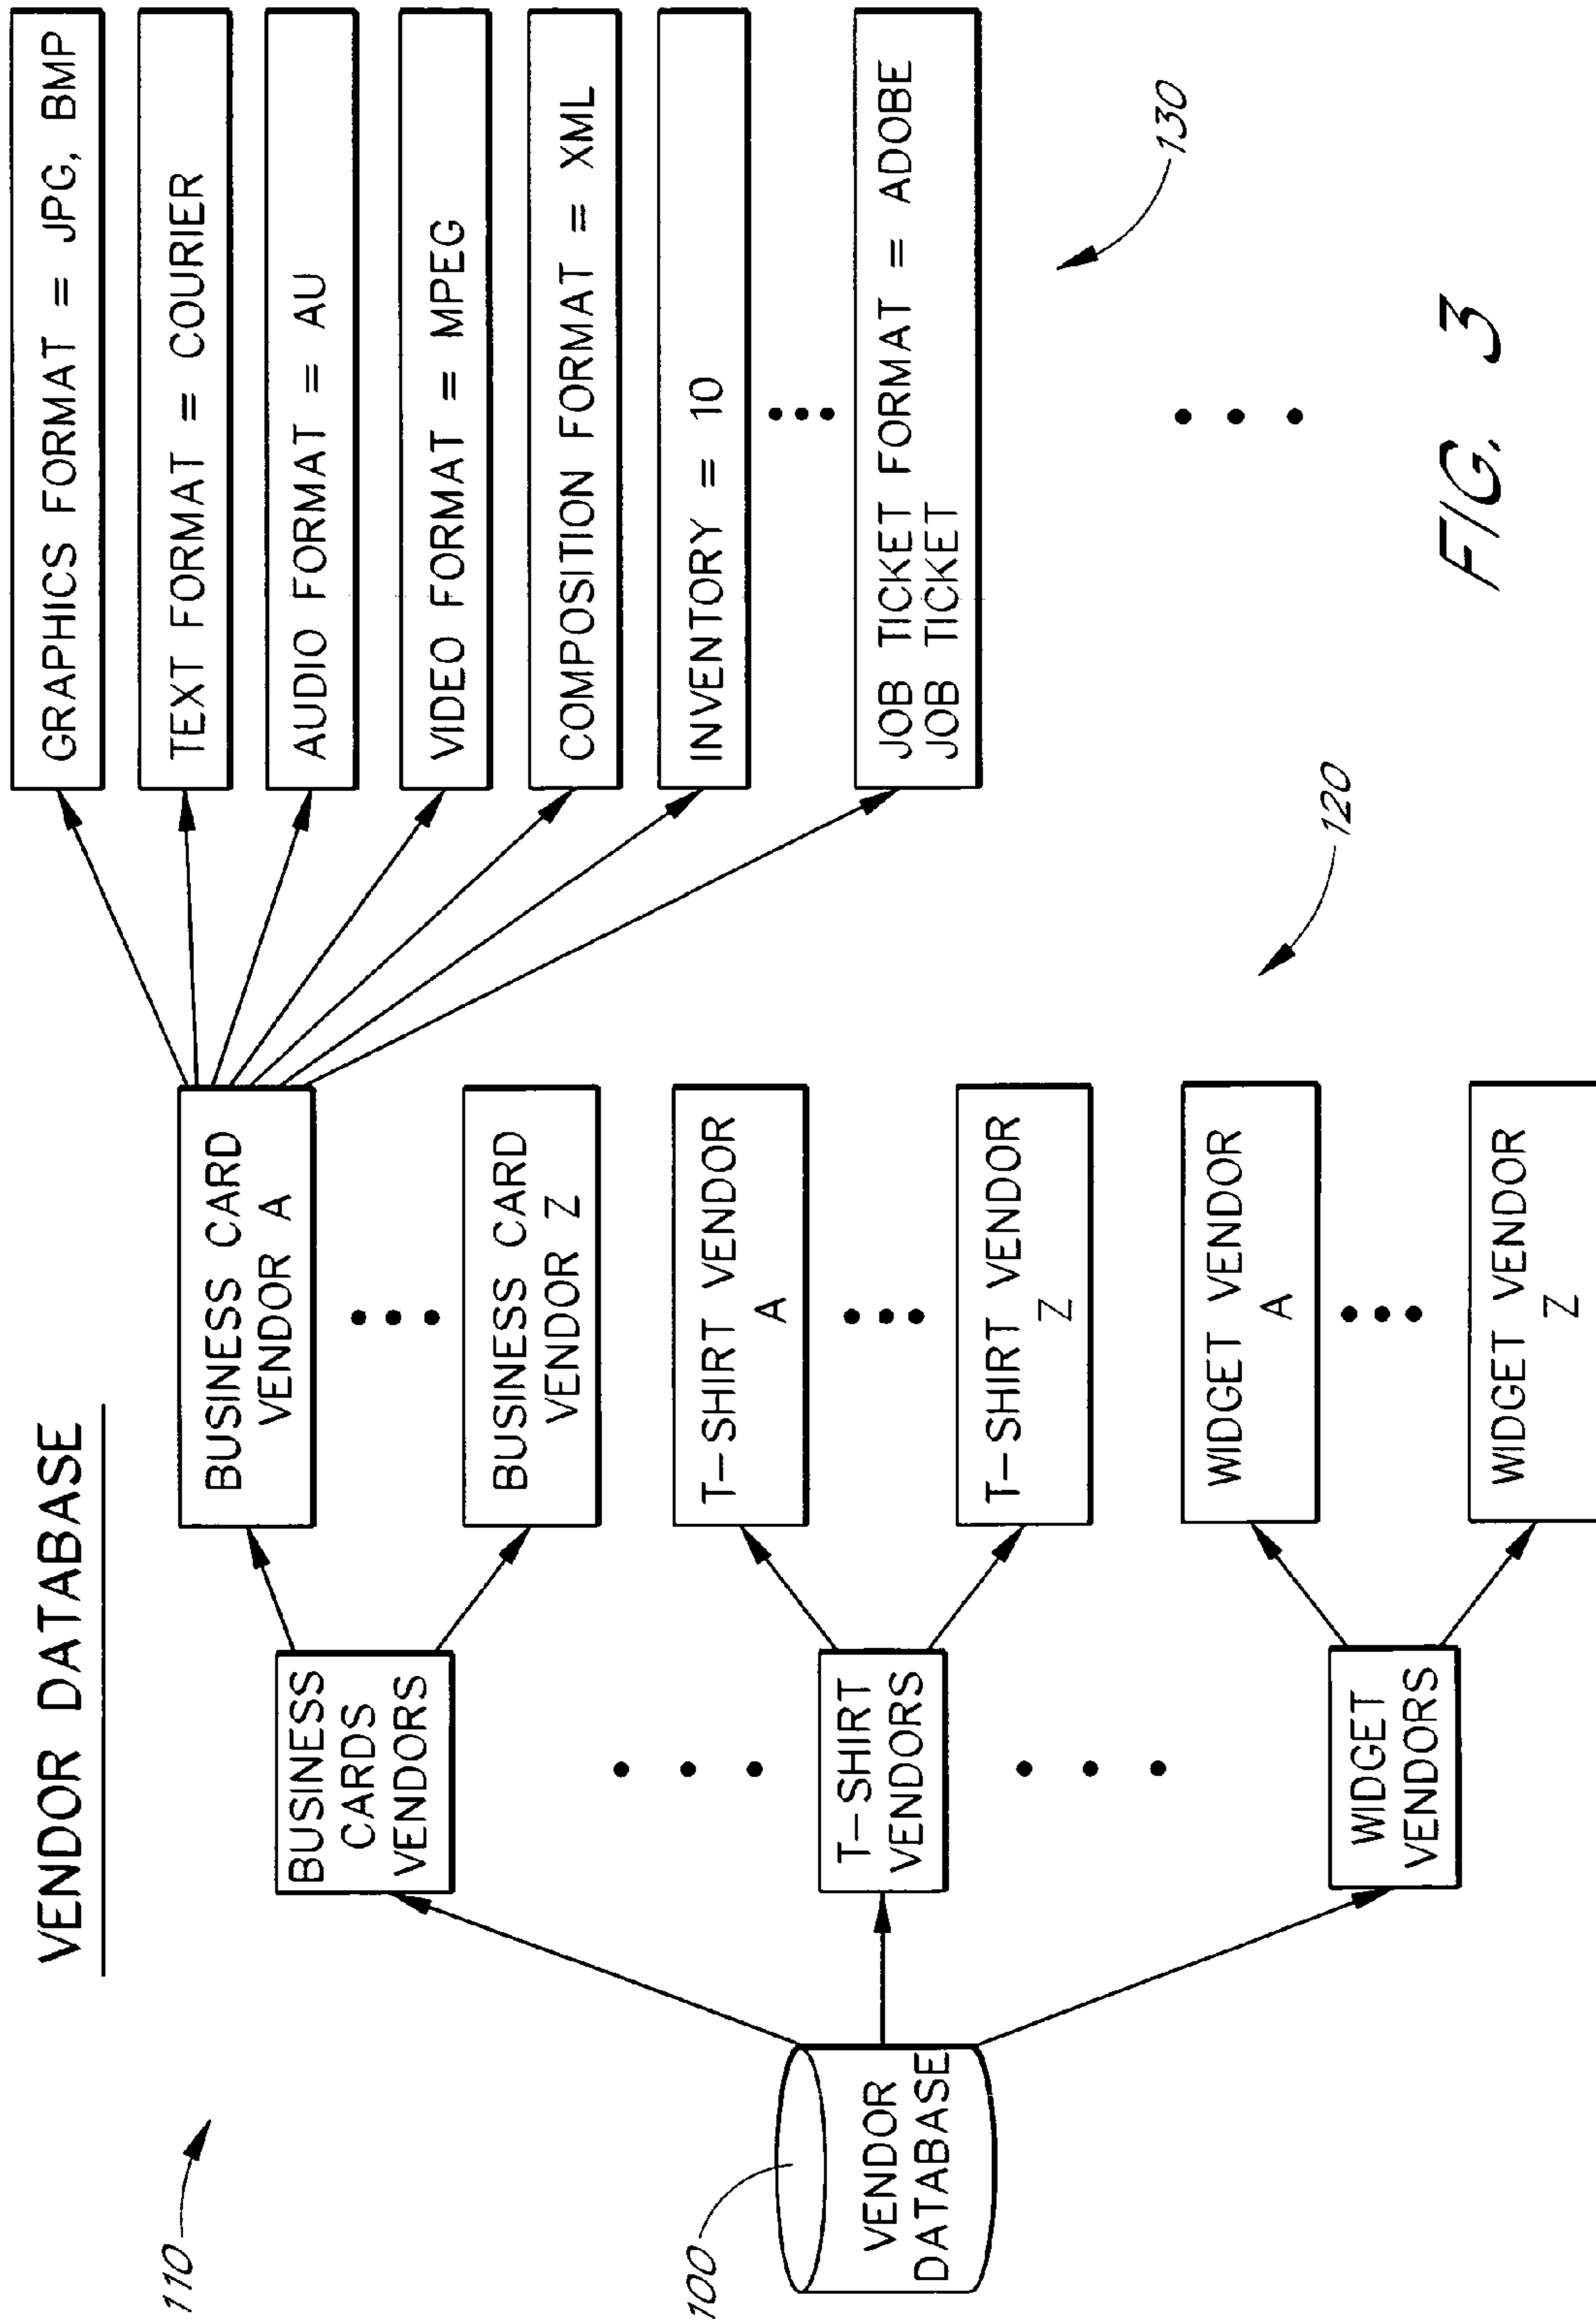 VENDOR DATABASE
110
100
VENDOR
DATABASE
BUSINESS
CARDS
VENDORS
T-SHIRT
VENDORS
WIDGET
VENDORS
BUSINESS CARD
VENDOR A
BUSINESS CARD
VENDOR Z
T-SHIRT VENDOR
A
T-SHIRT VENDOR
Z
WIDGET VENDOR
A
WIDGET VENDOR
Z
120
GRAPHICS FORMAT = JPG, BMP
TEXT FORMAT = COURIER
AUDIO FORMAT = AU
VIDEO FORMAT = MPEG
COMPOSITION FORMAT = XML
INVENTORY = 10
JOB TICKET FORMAT = ADOBE
JOB TICKET
130
FIG. 3